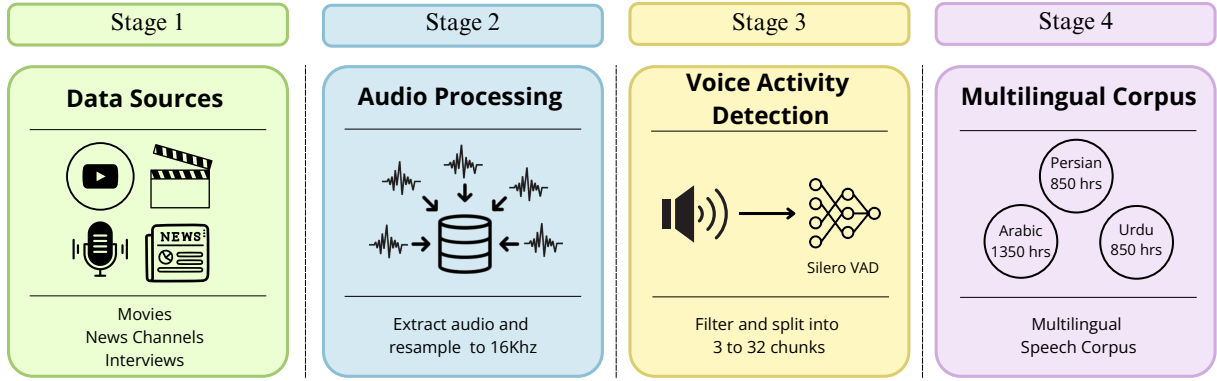 Stage 1
Data Sources
NEWS
Movies
News Channels
Interviews
Stage 2
Audio Processing
Extract audio and
resample to 16Khz
Stage 3
Voice Activity
Detection
Silero VAD
Filter and split into
3 to 32 chunks
Stage 4
Multilingual Corpus
Persian
850 hrs
Arabic
1350 hrs
Urdu
850 hrs
Multilingual
Speech Corpus